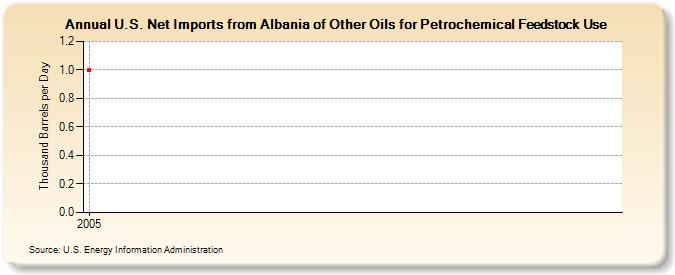 Annual U.S. Net Imports from Albania of Other Oils for Petrochemical Feedstock Use
Thousand Barrels per Day
1.2
1.0
0.8
0.6
0.4
0.2
0.0
2005
Source: U.S. Energy Information Administration